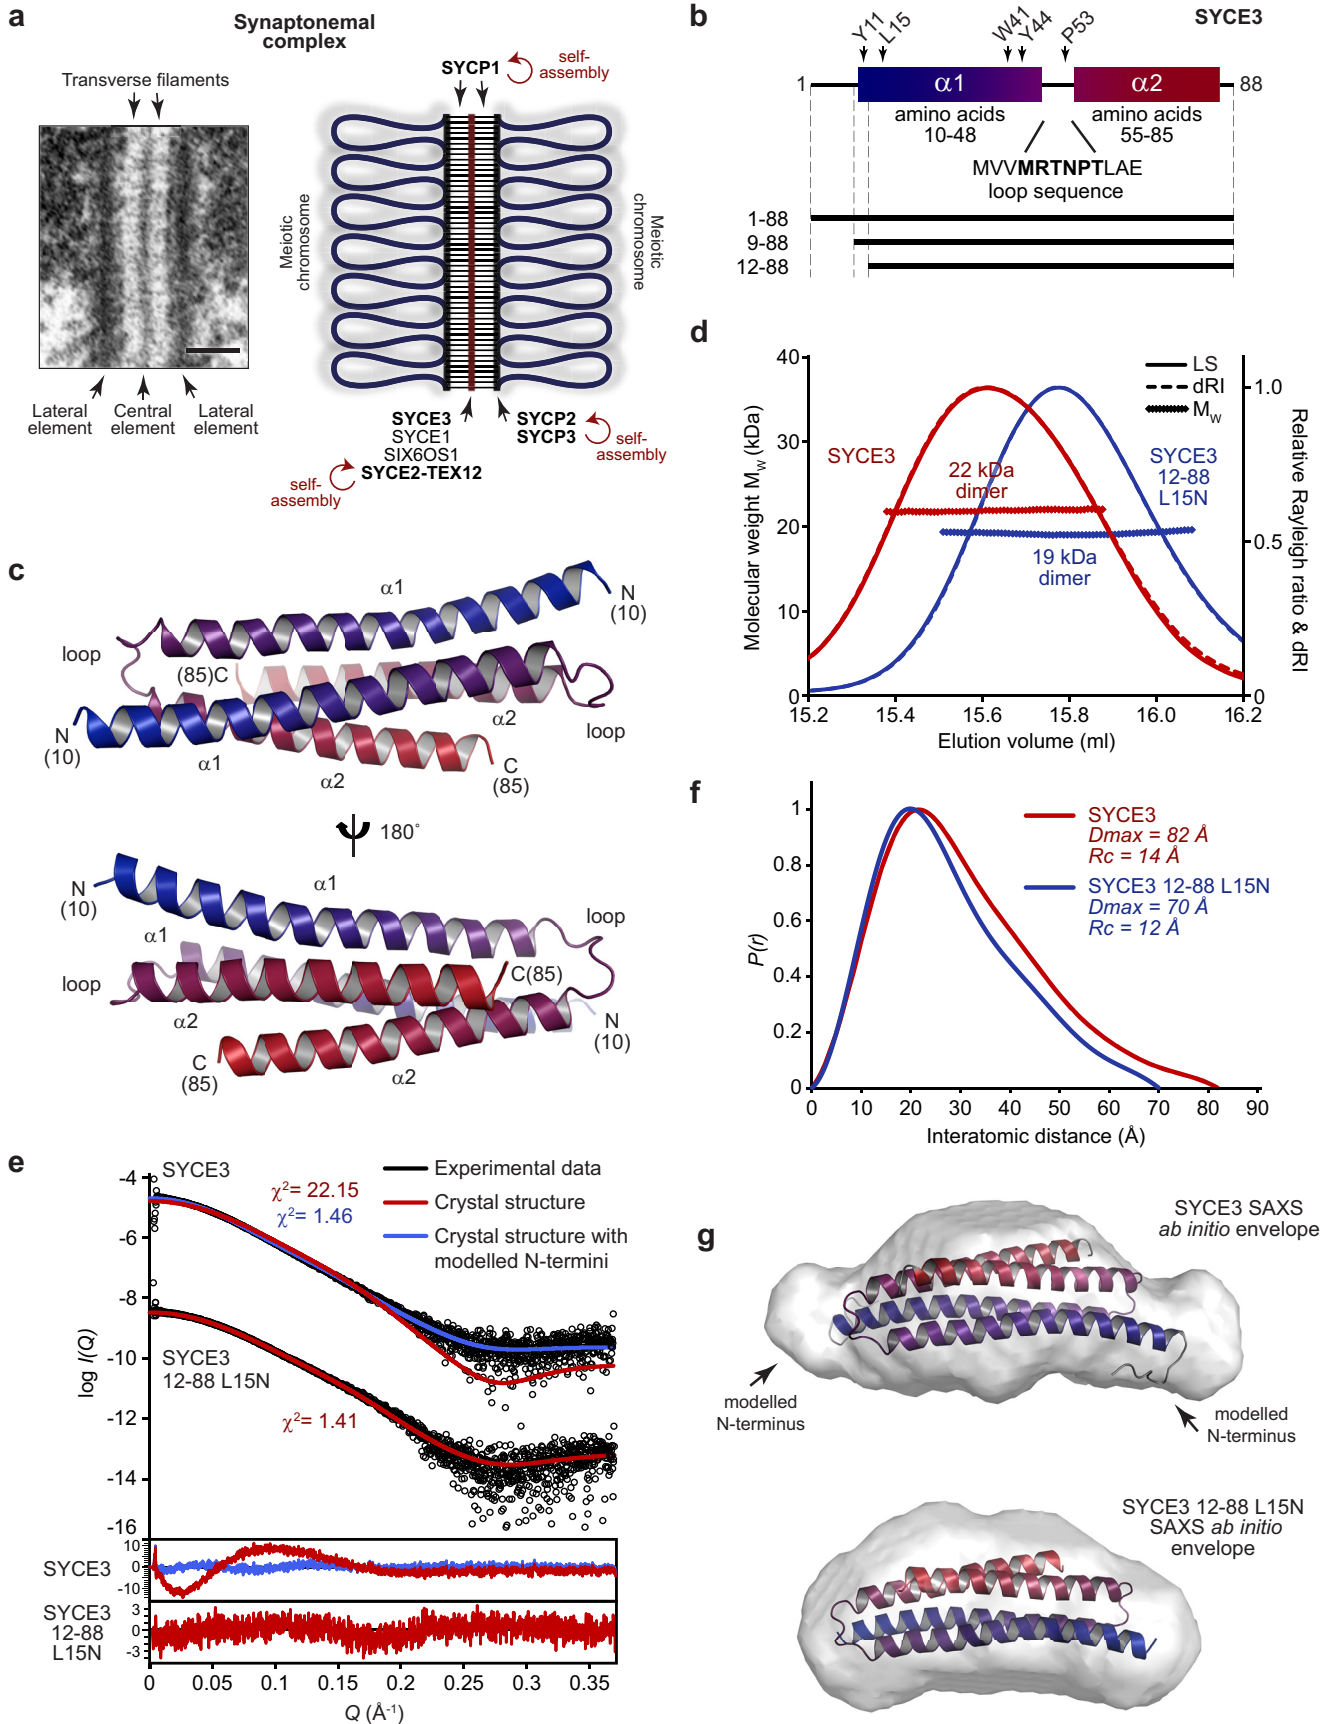 a
Synaptonemal
complex
Transverse filaments
SYCP1
self-
assembly
Meiotic
chromosome
Meiotic
chromosome
Lateral
element
Central
element
Lateral
element
SYCE3
SYCE1
SIX6OS1
SYCE2-TEX12
self-
assembly
SYCP2
SYCP3
self-
assembly
b
SYCE3
Y11
L15
W41
Y44
P53
1
α1
α2
88
amino acids
10-48
amino acids
55-85
MVVMRTNPTLAE
loop sequence
1-88
9-88
12-88
c
α1
N
(10)
loop
(85)C
α2
loop
N
(10)
α1
α2
C
(85)
180°
N
(10)
α1
loop
α1
C(85)
loop
α2
N
(10)
C
(85)
α2
d
LS
dRI
Mw
SYCE3
22 kDa
dimer
SYCE3
12-88
L15N
19 kDa
dimer
Molecular weight Mw (kDa)
40
30
20
10
0
Relative Rayleigh ratio & dRI
1.0
0.5
0
15.2 15.4 15.6 15.8 16.0 16.2
Elution volume (ml)
e
SYCE3
χ²= 22.15
χ²= 1.46
Experimental data
Crystal structure
Crystal structure with
modelled N-termini
SYCE3
12-88 L15N
χ²= 1.41
log I(Q)
-4
-6
-8
-10
-12
-14
-16
SYCE3
10
0
-10
SYCE3
12-88
L15N
3
0
-3
0 0.05 0.1 0.15 0.2 0.25 0.3 0.35
Q (Å⁻¹)
f
SYCE3
Dmax = 82 Å
Rc = 14 Å
SYCE3 12-88 L15N
Dmax = 70 Å
Rc = 12 Å
P(r)
1
0.8
0.6
0.4
0.2
0
0 10 20 30 40 50 60 70 80 90
Interatomic distance (Å)
g
SYCE3 SAXS
ab initio envelope
modelled
N-terminus
modelled
N-terminus
SYCE3 12-88 L15N
SAXS ab initio
envelope